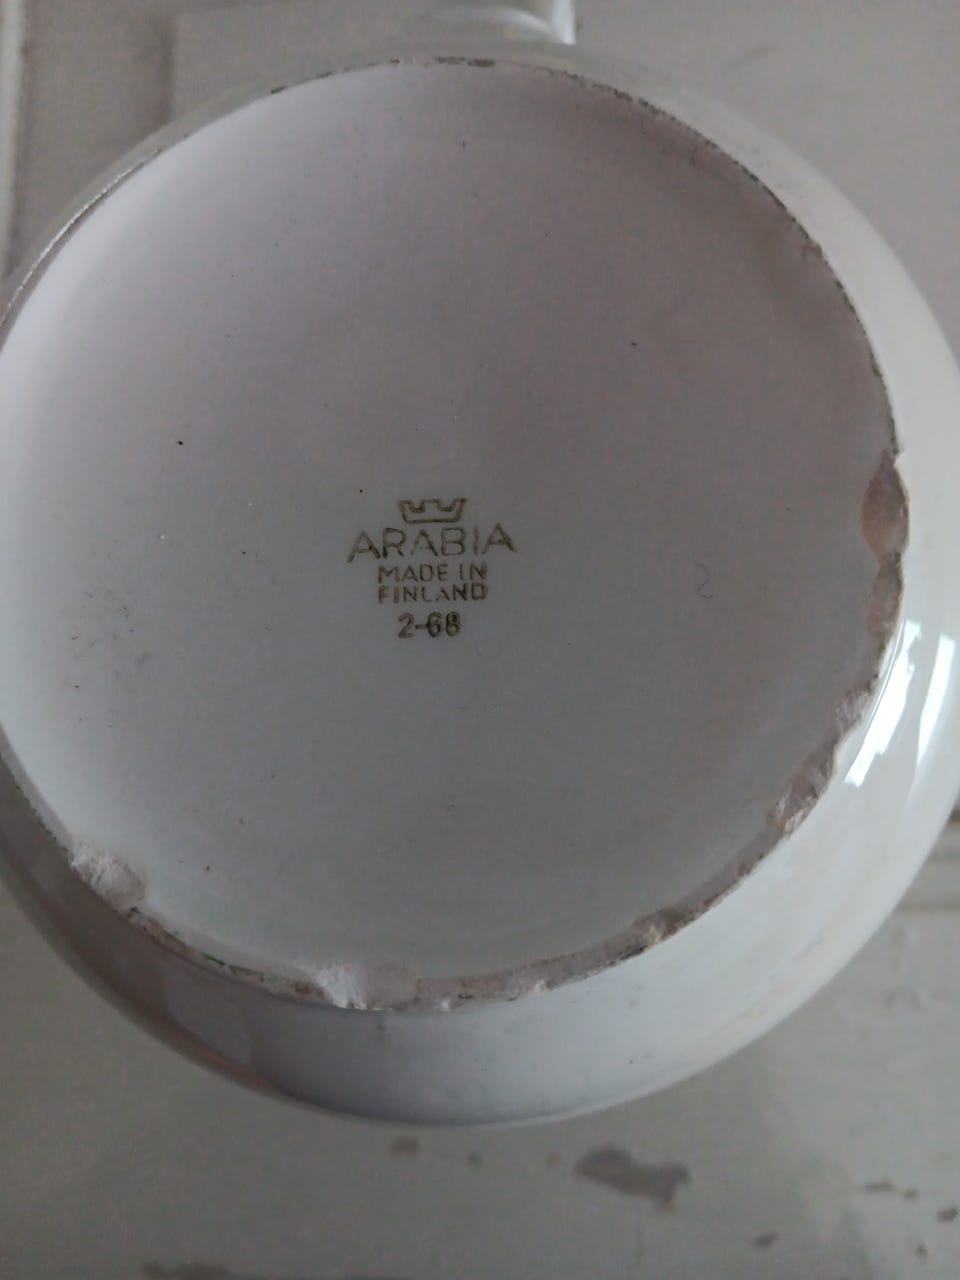 ARABIA
MADE IN
FINLAND
2-68